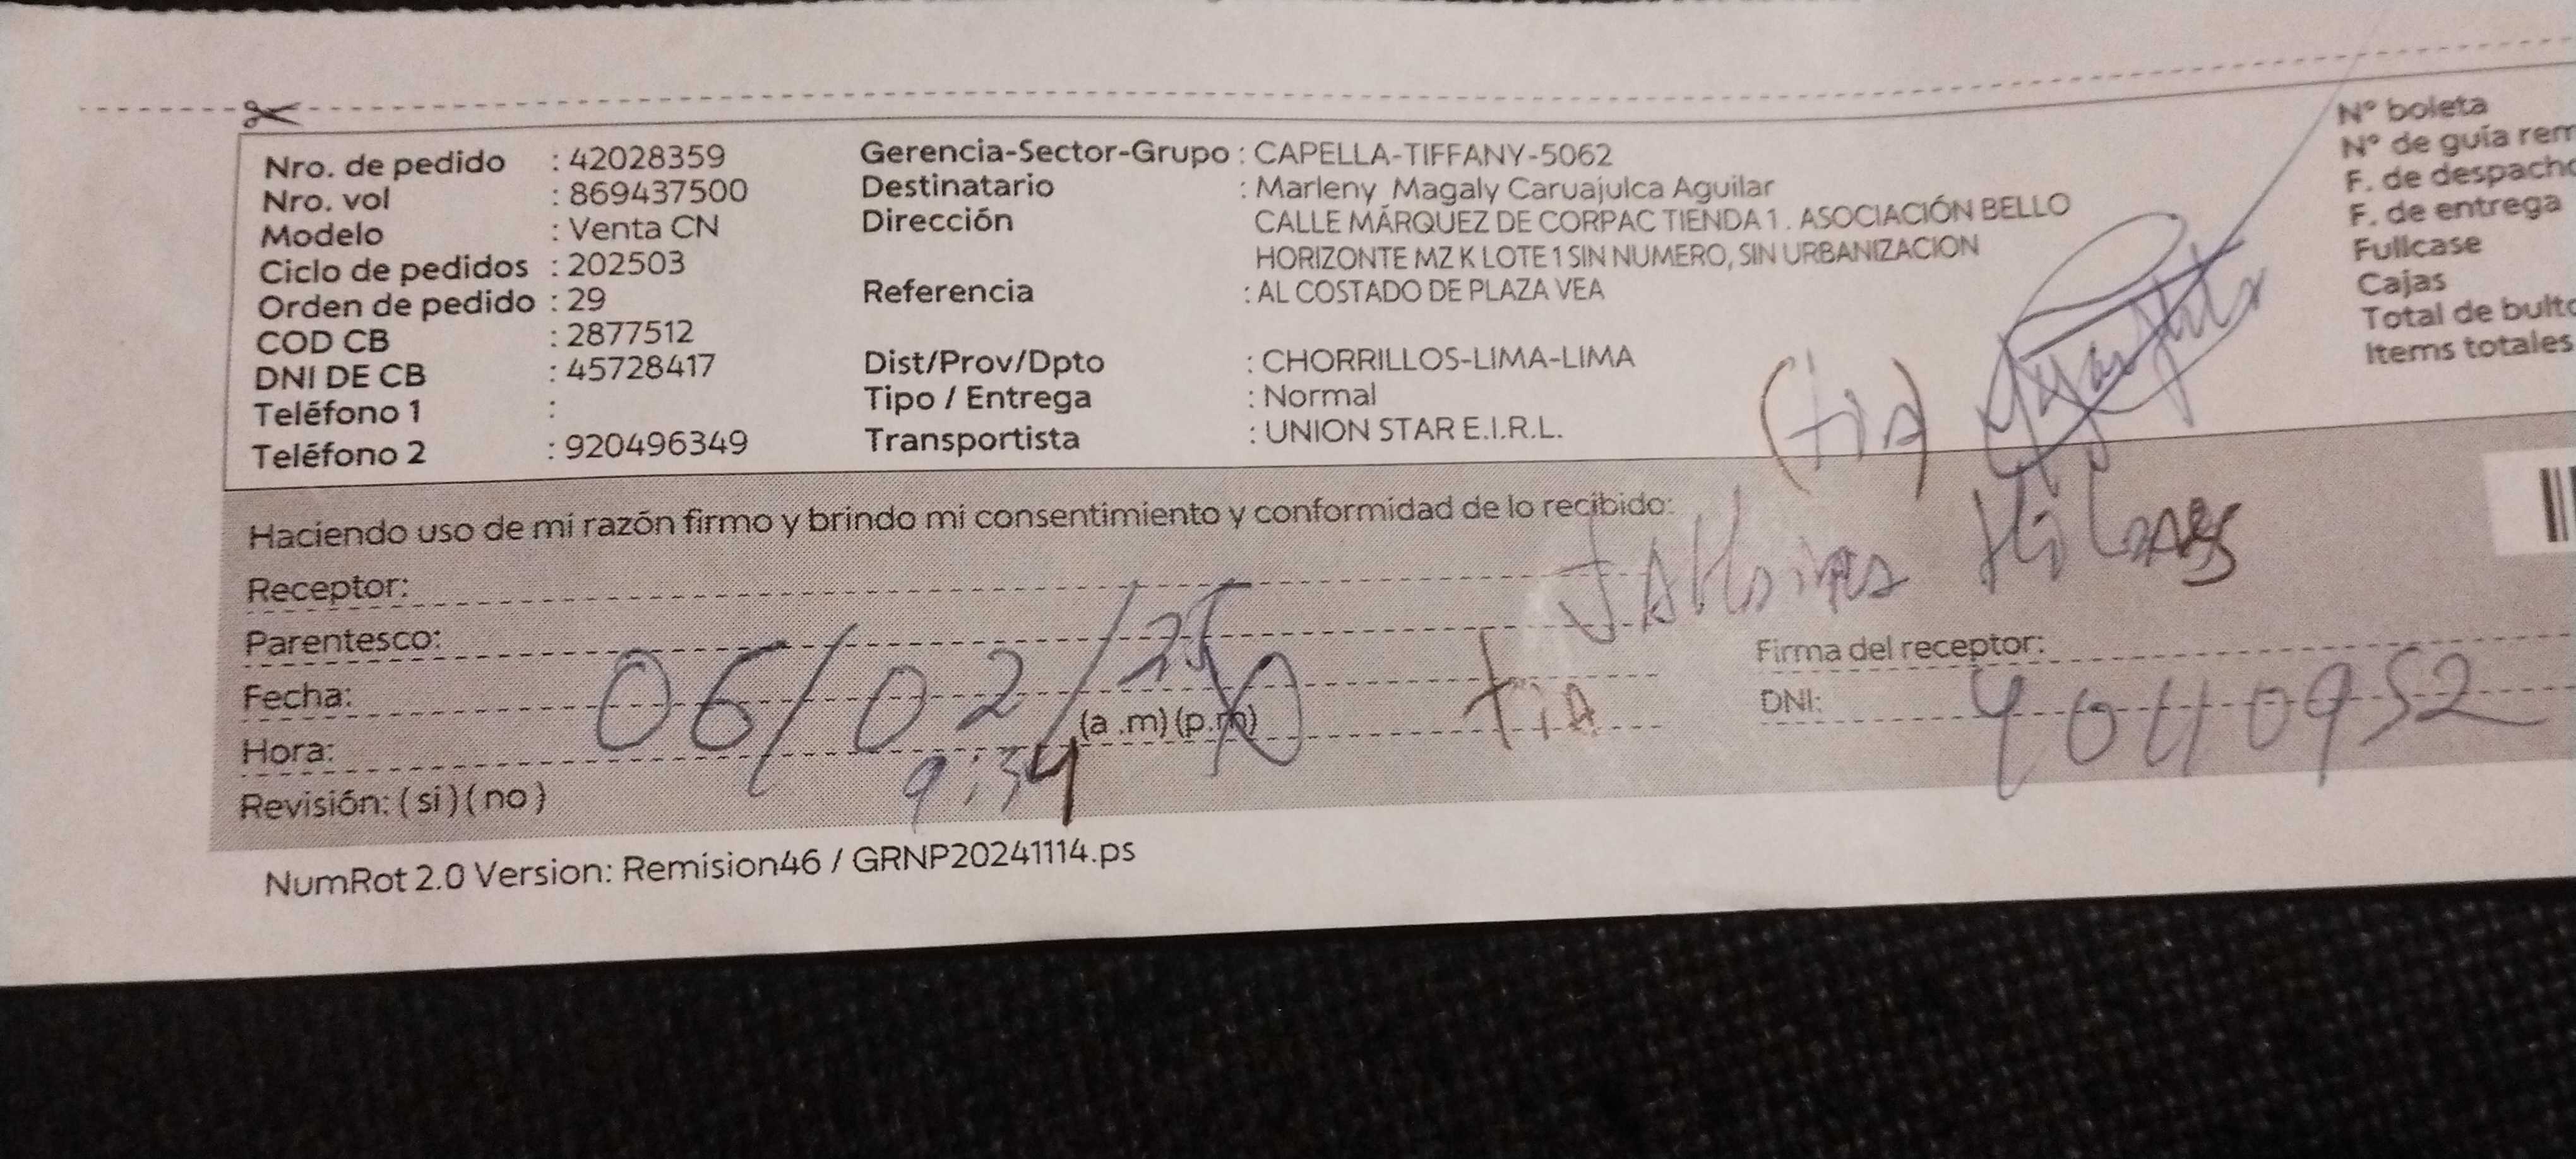 Nro. de pedido : 42028359
Nro. vol : 869437500
Modelo : Venta CN
Ciclo de pedidos : 202503
Orden de pedido : 29
COD CB : 2877512
DNI DE CB : 45728417
Teléfono 1 :
Teléfono 2 : 920496349
Gerencia-Sector-Grupo : CAPELLA-TIFFANY-5062
Destinatario : Marleny Magaly Caruajulca Aguilar
Dirección CALLE MÁRQUEZ DE CORPAC TIENDA 1 . ASOCIACIÓN BELLO
HORIZONTE MZ K LOTE 1 SIN NUMERO, SIN URBANIZACION
Referencia : AL COSTADO DE PLAZA VEA
Dist/Prov/Dpto : CHORRILLOS-LIMA-LIMA
Tipo / Entrega : Normal
Transportista : UNION STAR E.I.R.L.
N° boleta
N° de guía rem
F. de despacho
F. de entrega
Fullcase
Cajas
Total de bulto
Items totales
(tia)
Haciendo uso de mi razón firmo y brindo mi consentimiento y conformidad de lo recibido:
Receptor:
Parentesco: tia
Fecha: 06/02/25
Hora: 9:34 (a .m) (p.m)
Revisión: ( si ) ( no )
Firma del receptor:
DNI: 40410952
NumRot 2.0 Version: Remision46 / GRNP20241114.ps